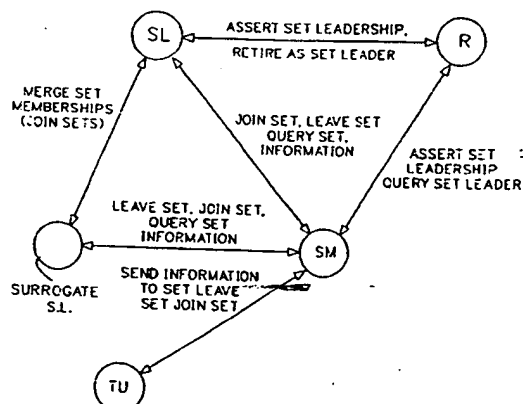 SL
ASSERT SET LEADERSHIP,
RETIRE AS SET LEADER
R
MERGE SET
MEMBERSHIPS
(JOIN SETS)
JOIN SET, LEAVE SET
QUERY SET,
INFORMATION
ASSERT SET
LEADERSHIP
QUERY SET LEADER
LEAVE SET, JOIN SET,
QUERY SET
INFORMATION
SM
SURROGATE
S.L.
SEND INFORMATION
TO SET LEAVE
SET JOIN SET
TU